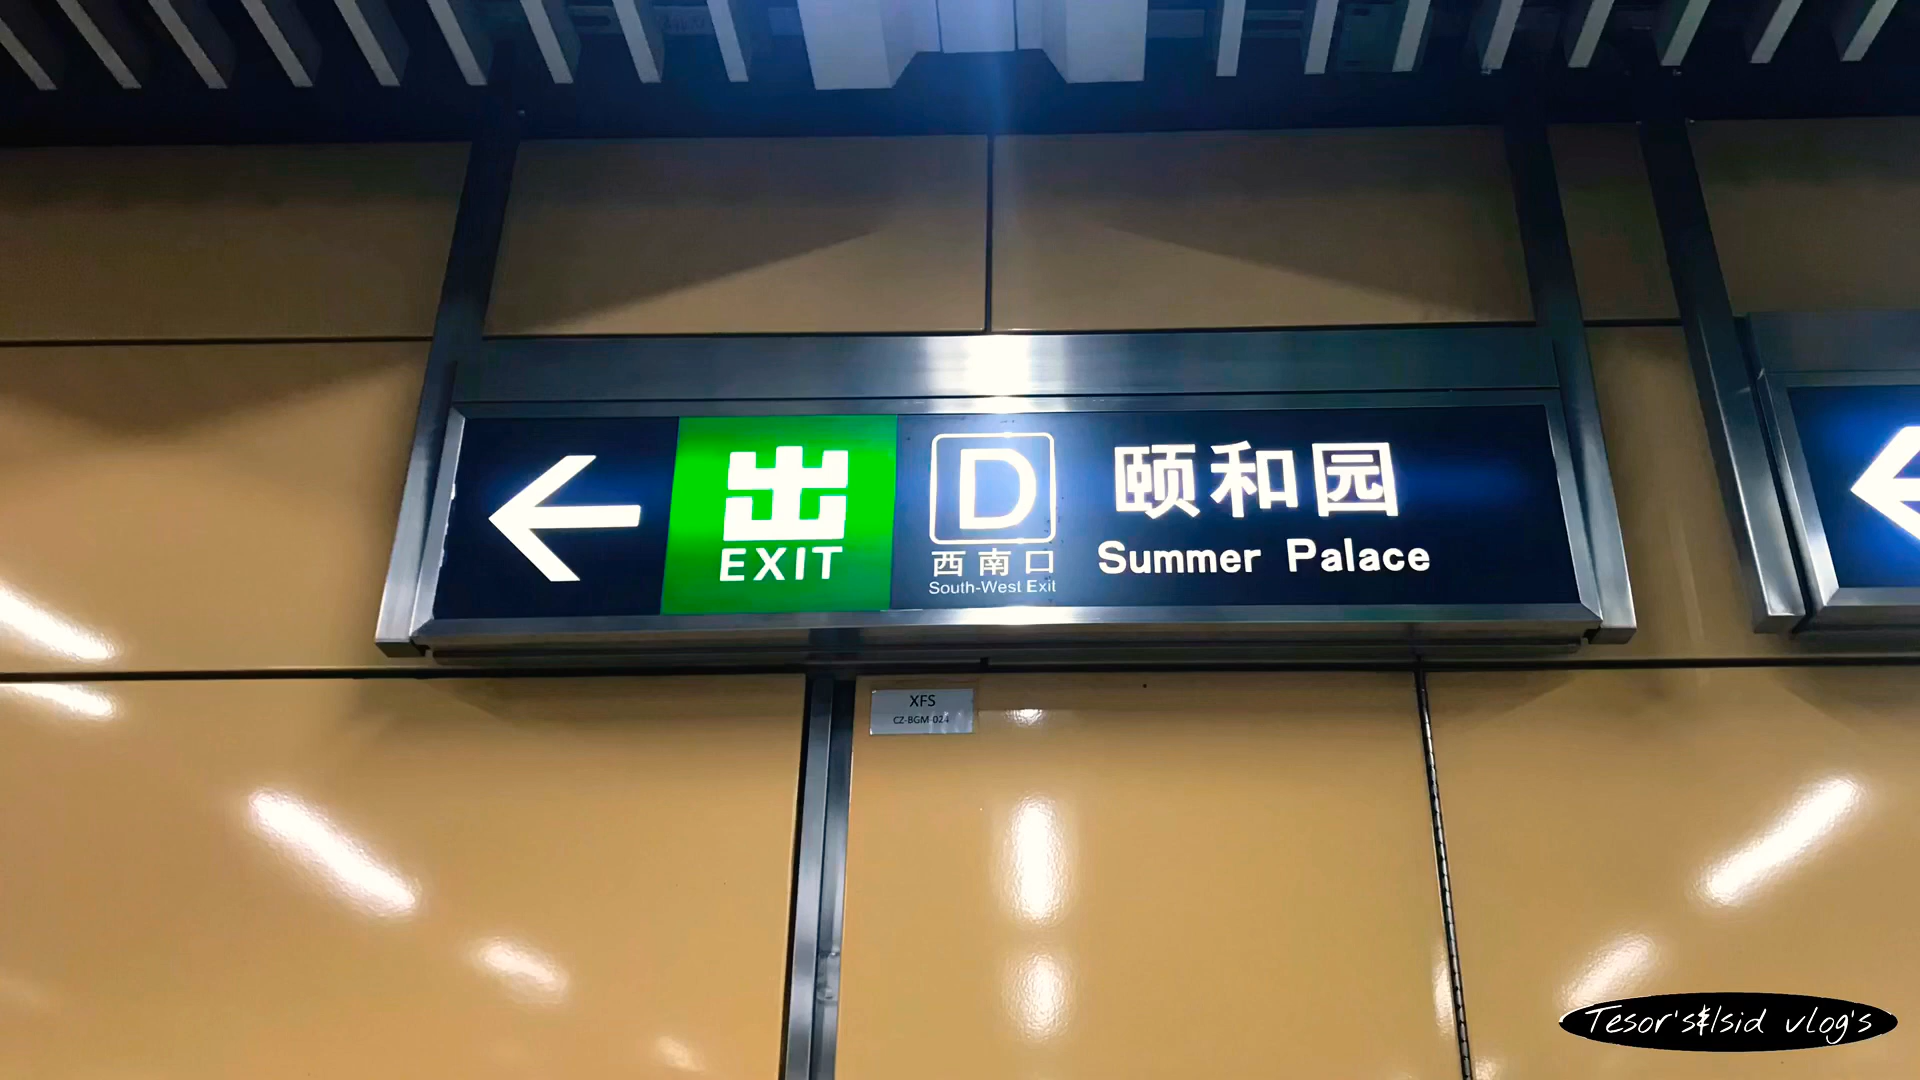 出
EXIT
D
西南口
South-West Exit
颐和园
Summer Palace
XFS
CZ-BGM-024
Tesor's&Isid vlog's